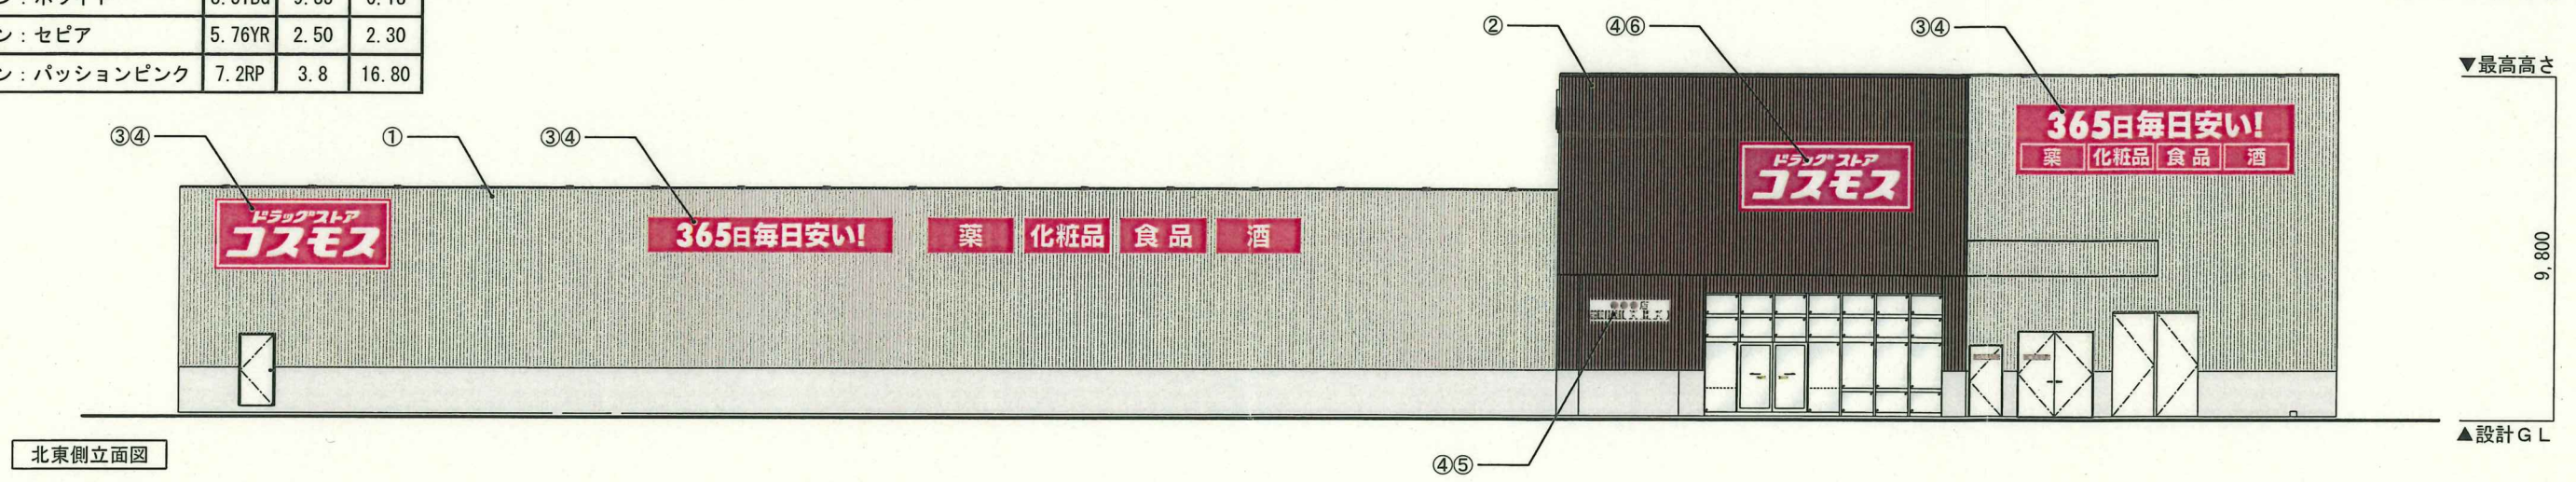 セピア 5.76YR 2.50 2.30
パッションピンク 7.2RP 3.8 16.80
② ④⑥ ③④
▼最高高さ
③④ ① ③④
365日毎日安い!
薬 化粧品 食品 酒
ドラッグストア
コスモス
ドラッグストア
コスモス
365日毎日安い! 薬 化粧品 食品 酒
9,800
▲設計GL
北東側立面図
④⑤